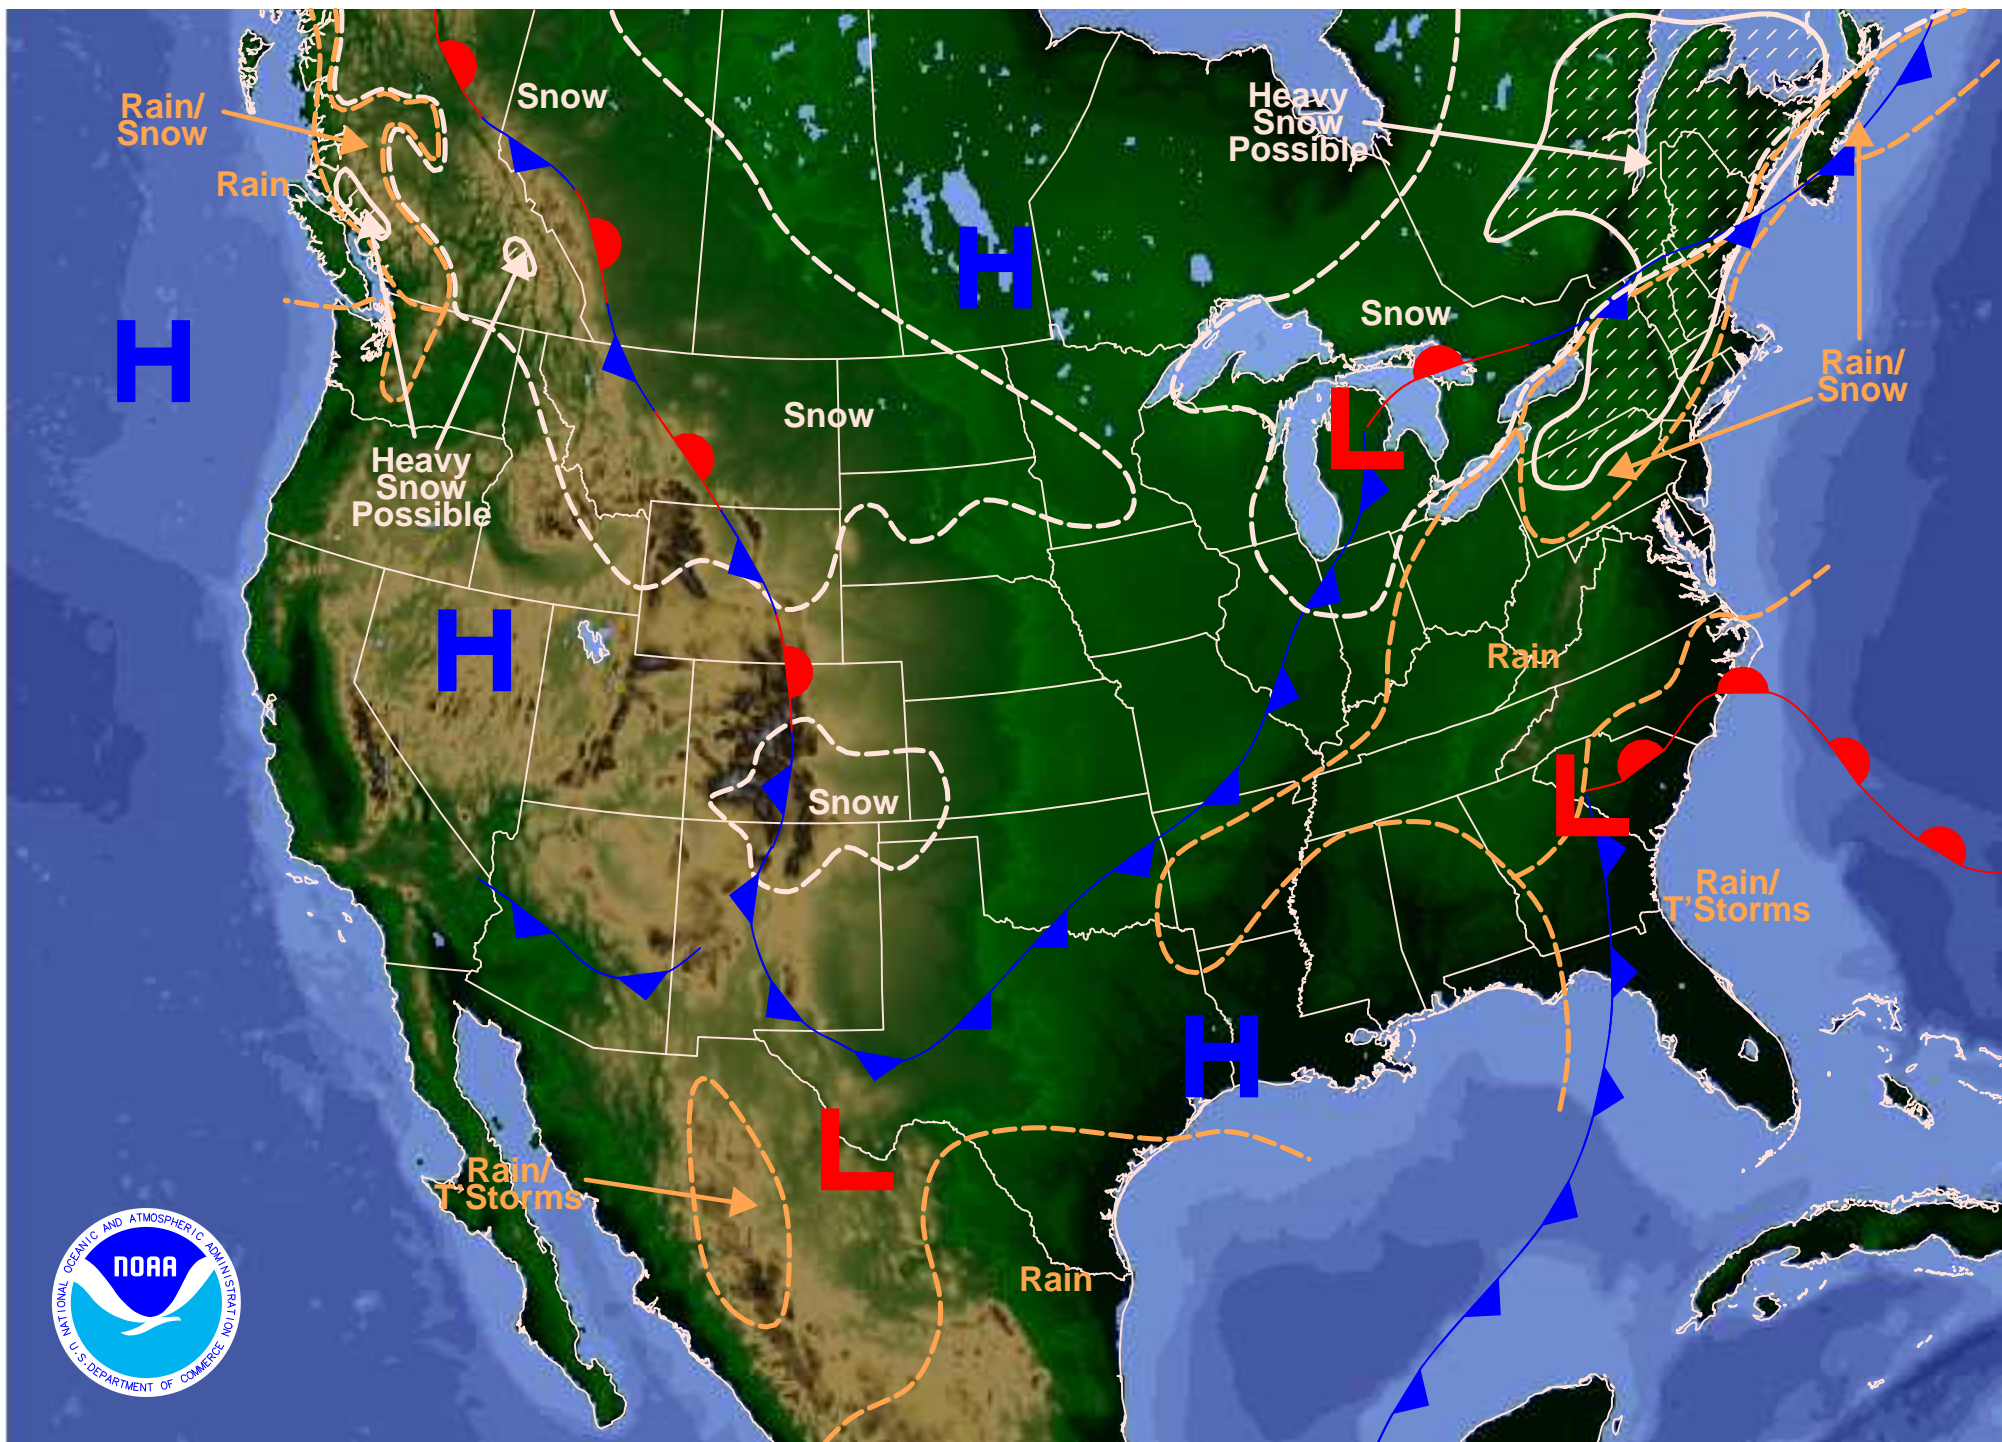 Snow
Heavy
Snow
Possible
Rain/
Snow
Rain
H
H
Snow
Rain/
Snow
L
Snow
Heavy
Snow
Possible
H
Rain
L
Snow
Rain/
T'Storms
H
L
Rain/
T'Storms
Rain
NATIONAL OCEANIC AND ATMOSPHERIC ADMINISTRATION
NOAA
U.S. DEPARTMENT OF COMMERCE